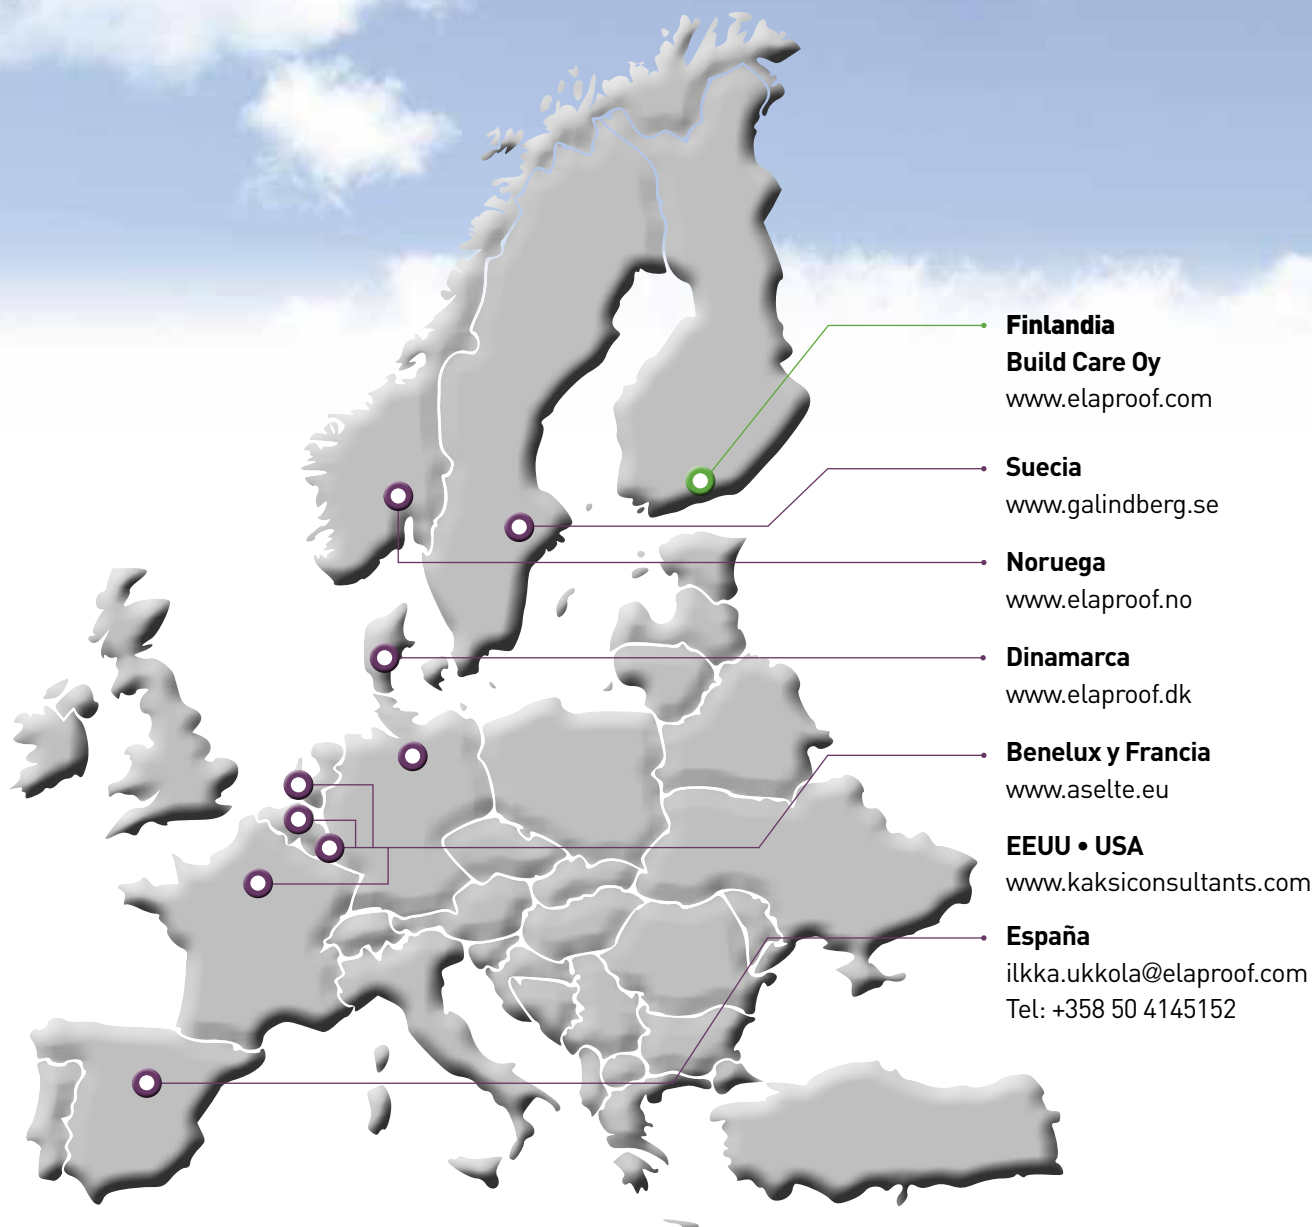 Finlandia
Build Care Oy
www.elaproof.com
Suecia
www.galindberg.se
Noruega
www.elaproof.no
Dinamarca
www.elaproof.dk
Benelux y Francia
www.aselte.eu
EEUU • USA
www.kaksiconsultants.com
España
ilkka.ukkola@elaproof.com
Tel: +358 50 4145152